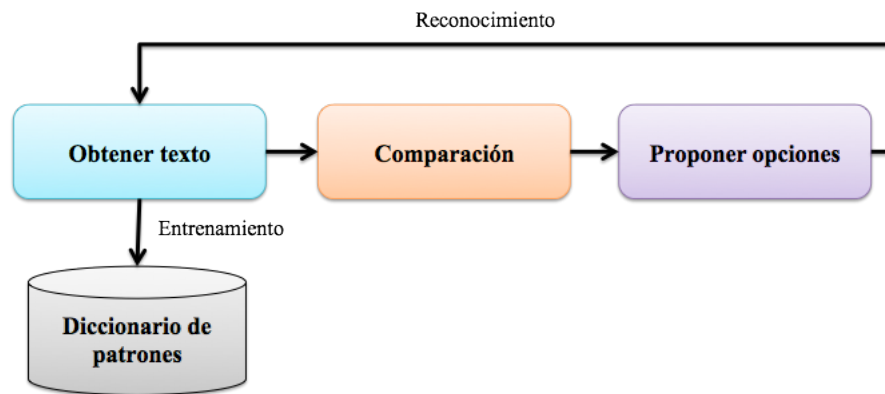 Reconocimiento
Obtener texto
Comparación
Proponer opciones
Entrenamiento
Diccionario de
patrones